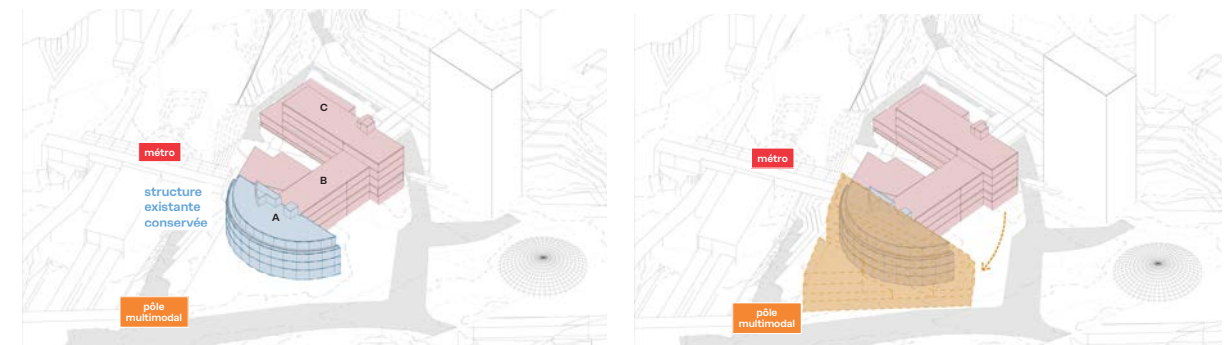 C
métro
B
structure
existante
conservée
A
pôle
multimodal
métro
pôle
multimodal